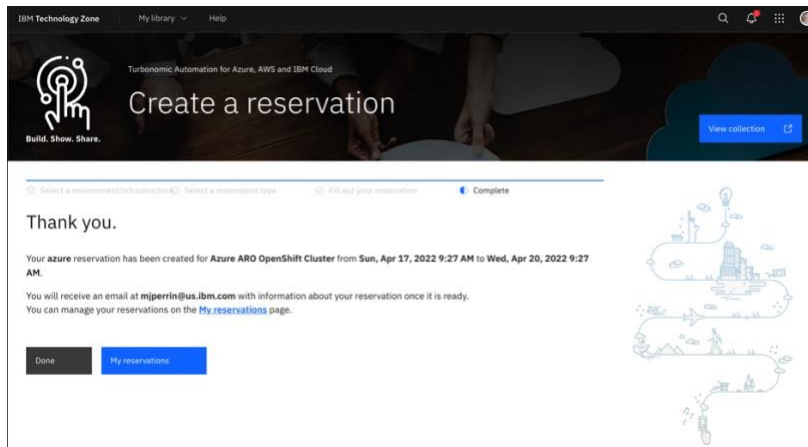 IBM Technology Zone My library Help
Turbonomic Automation for Azure, AWS and IBM Cloud
Create a reservation
Build. Show. Share.
View collection
Select a environment/infrastructure Select a reservation type Fill out your reservation Complete
Thank you.
Your azure reservation has been created for Azure ARO OpenShift Cluster from Sun, Apr 17, 2022 9:27 AM to Wed, Apr 20, 2022 9:27
AM.
You will receive an email at mjperrin@us.ibm.com with information about your reservation once it is ready.
You can manage your reservations on the My reservations page.
Done My reservations